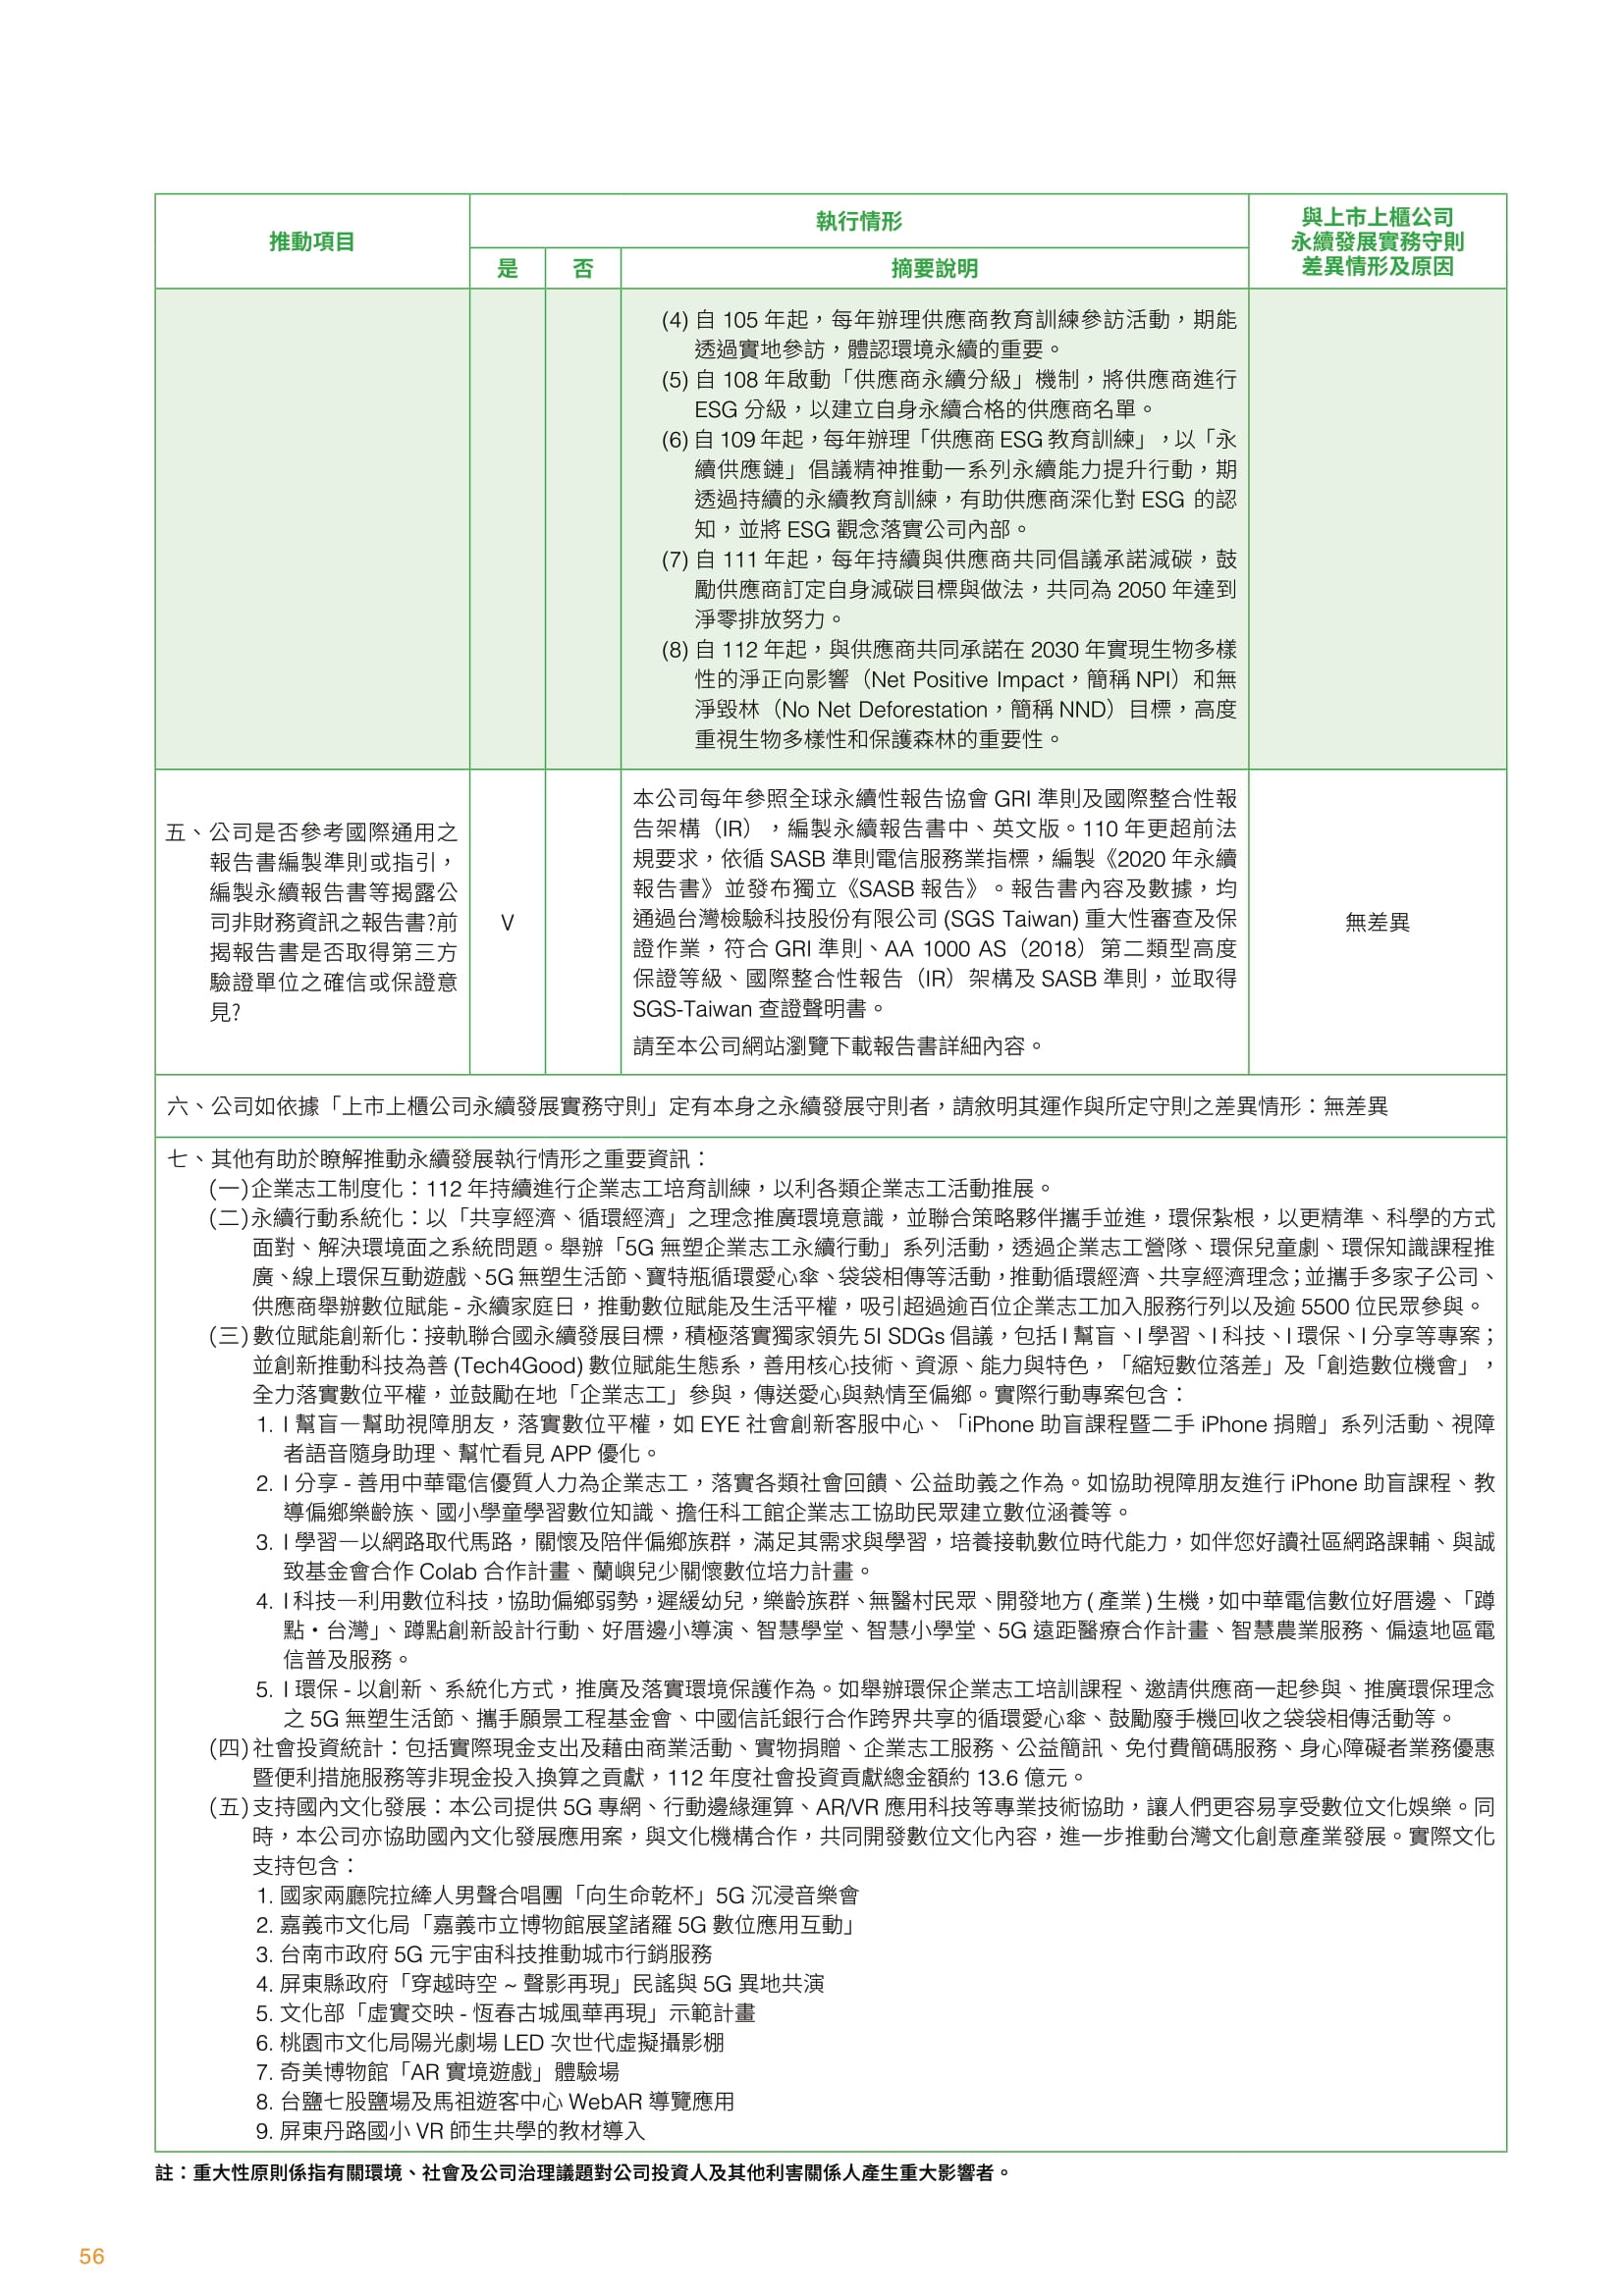 推動項目
執行情形
與上市上櫃公司
永續發展實務守則
差異情形及原因
是
否
摘要說明
(4) 自 105 年起，每年辦理供應商教育訓練參訪活動，期能
透過實地參訪，體認環境永續的重要。
(5) 自 108 年啟動「供應商永續分級」機制，將供應商進行
ESG 分級，以建立自身永續合格的供應商名單。
(6) 自 109 年起，每年辦理「供應商 ESG 教育訓練」，以「永
續供應鏈」倡議精神推動一系列永續能力提升行動，期
透過持續的永續教育訓練，有助供應商深化對 ESG 的認
知，並將 ESG 觀念落實公司內部。
(7) 自 111 年起，每年持續與供應商共同倡議承諾減碳，鼓
勵供應商訂定自身減碳目標與做法，共同為 2050 年達到
淨零排放努力。
(8) 自 112 年起，與供應商共同承諾在 2030 年實現生物多樣
性的淨正向影響（Net Positive Impact，簡稱 NPI）和無
淨毀林（No Net Deforestation，簡稱 NND）目標，高度
重視生物多樣性和保護森林的重要性。
五、公司是否參考國際通用之
報告書編製準則或指引，
編製永續報告書等揭露公
司非財務資訊之報告書?前
揭報告書是否取得第三方
驗證單位之確信或保證意
見?
V
本公司每年參照全球永續性報告協會 GRI 準則及國際整合性報
告架構（IR），編製永續報告書中、英文版。110 年更超前法
規要求，依循 SASB 準則電信服務業指標，編製《2020 年永續
報告書》並發布獨立《SASB 報告》。報告書內容及數據，均
通過台灣檢驗科技股份有限公司 (SGS Taiwan) 重大性審查及保
證作業，符合 GRI 準則、AA 1000 AS（2018）第二類型高度
保證等級、國際整合性報告（IR）架構及 SASB 準則，並取得
SGS-Taiwan 查證聲明書。
請至本公司網站瀏覽下載報告書詳細內容。
無差異
六、公司如依據「上市上櫃公司永續發展實務守則」定有本身之永續發展守則者，請敘明其運作與所定守則之差異情形：無差異
七、其他有助於瞭解推動永續發展執行情形之重要資訊：
(一)企業志工制度化：112 年持續進行企業志工培育訓練，以利各類企業志工活動推展。
(二)永續行動系統化：以「共享經濟、循環經濟」之理念推廣環境意識，並聯合策略夥伴攜手並進，環保紮根，以更精準、科學的方式
面對、解決環境面之系統問題。舉辦「5G 無塑企業志工永續行動」系列活動，透過企業志工營隊、環保兒童劇、環保知識課程推
廣、線上環保互動遊戲、5G 無塑生活節、寶特瓶循環愛心傘、袋袋相傳等活動，推動循環經濟、共享經濟理念；並攜手多家子公司、
供應商舉辦數位賦能 - 永續家庭日，推動數位賦能及生活平權，吸引超過逾百位企業志工加入服務行列以及逾 5500 位民眾參與。
(三)數位賦能創新化：接軌聯合國永續發展目標，積極落實獨家領先 5I SDGs 倡議，包括 I 幫盲、I 學習、I 科技、I 環保、I 分享等專案；
並創新推動科技為善 (Tech4Good) 數位賦能生態系，善用核心技術、資源、能力與特色，「縮短數位落差」及「創造數位機會」，
全力落實數位平權，並鼓勵在地「企業志工」參與，傳送愛心與熱情至偏鄉。實際行動專案包含：
1. I 幫盲—幫助視障朋友，落實數位平權，如 EYE 社會創新客服中心、「iPhone 助盲課程暨二手 iPhone 捐贈」系列活動、視障
者語音隨身助理、幫忙看見 APP 優化。
2. I 分享 - 善用中華電信優質人力為企業志工，落實各類社會回饋、公益助義之作為。如協助視障朋友進行 iPhone 助盲課程、教
導偏鄉樂齡族、國小學童學習數位知識、擔任科工館企業志工協助民眾建立數位涵養等。
3. I 學習—以網路取代馬路，關懷及陪伴偏鄉族群，滿足其需求與學習，培養接軌數位時代能力，如伴您好讀社區網路課輔、與誠
致基金會合作 Colab 合作計畫、蘭嶼兒少關懷數位培力計畫。
4. I 科技—利用數位科技，協助偏鄉弱勢，遲緩幼兒，樂齡族群、無醫村民眾、開發地方 ( 產業 ) 生機，如中華電信數位好厝邊、「蹲
點・台灣」、蹲點創新設計行動、好厝邊小導演、智慧學堂、智慧小學堂、5G 遠距醫療合作計畫、智慧農業服務、偏遠地區電
信普及服務。
5. I 環保 - 以創新、系統化方式，推廣及落實環境保護作為。如舉辦環保企業志工培訓課程、邀請供應商一起參與、推廣環保理念
之 5G 無塑生活節、攜手願景工程基金會、中國信託銀行合作跨界共享的循環愛心傘、鼓勵廢手機回收之袋袋相傳活動等。
(四)社會投資統計：包括實際現金支出及藉由商業活動、實物捐贈、企業志工服務、公益簡訊、免付費簡碼服務、身心障礙者業務優惠
暨便利措施服務等非現金投入換算之貢獻，112 年度社會投資貢獻總金額約 13.6 億元。
(五)支持國內文化發展：本公司提供 5G 專網、行動邊緣運算、AR/VR 應用科技等專業技術協助，讓人們更容易享受數位文化娛樂。同
時，本公司亦協助國內文化發展應用案，與文化機構合作，共同開發數位文化內容，進一步推動台灣文化創意產業發展。實際文化
支持包含：
1. 國家兩廳院拉縴人男聲合唱團「向生命乾杯」5G 沉浸音樂會
2. 嘉義市文化局「嘉義市立博物館展望諸羅 5G 數位應用互動」
3. 台南市政府 5G 元宇宙科技推動城市行銷服務
4. 屏東縣政府「穿越時空 ~ 聲影再現」民謠與 5G 異地共演
5. 文化部「虛實交映 - 恆春古城風華再現」示範計畫
6. 桃園市文化局陽光劇場 LED 次世代虛擬攝影棚
7. 奇美博物館「AR 實境遊戲」體驗場
8. 台鹽七股鹽場及馬祖遊客中心 WebAR 導覽應用
9. 屏東丹路國小 VR 師生共學的教材導入
註：重大性原則係指有關環境、社會及公司治理議題對公司投資人及其他利害關係人產生重大影響者。
56